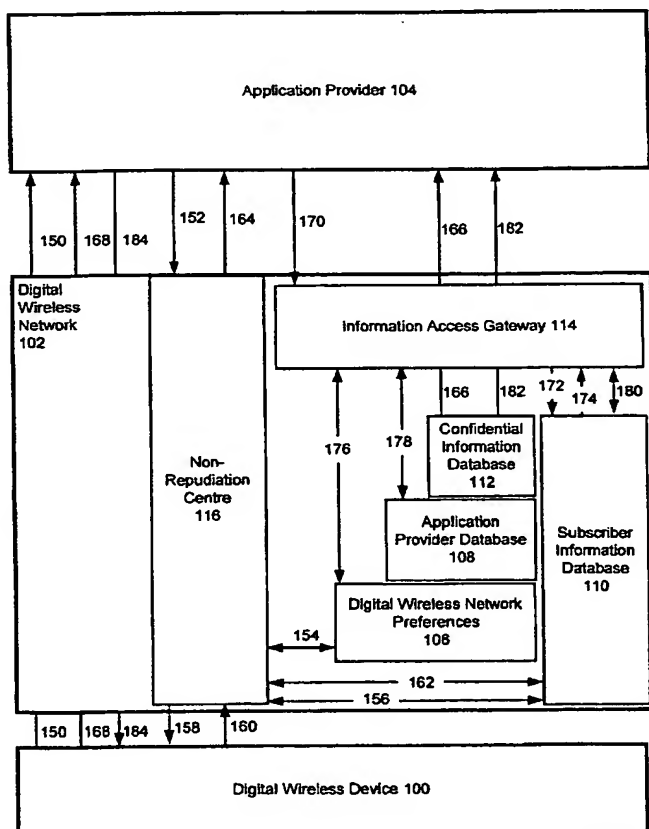 Application Provider 104
150
168
184
152
164
170
166
182
Digital
Wireless
Network
102
Information Access Gateway 114
Non-
Repudiation
Centre
116
176
178
166
182
172
174
180
Confidential
Information
Database
112
Application
Provider Database
108
Subscriber
Information
Database
110
Digital Wireless Network
Preferences
106
154
162
156
150
168
184
158
160
Digital Wireless Device 100